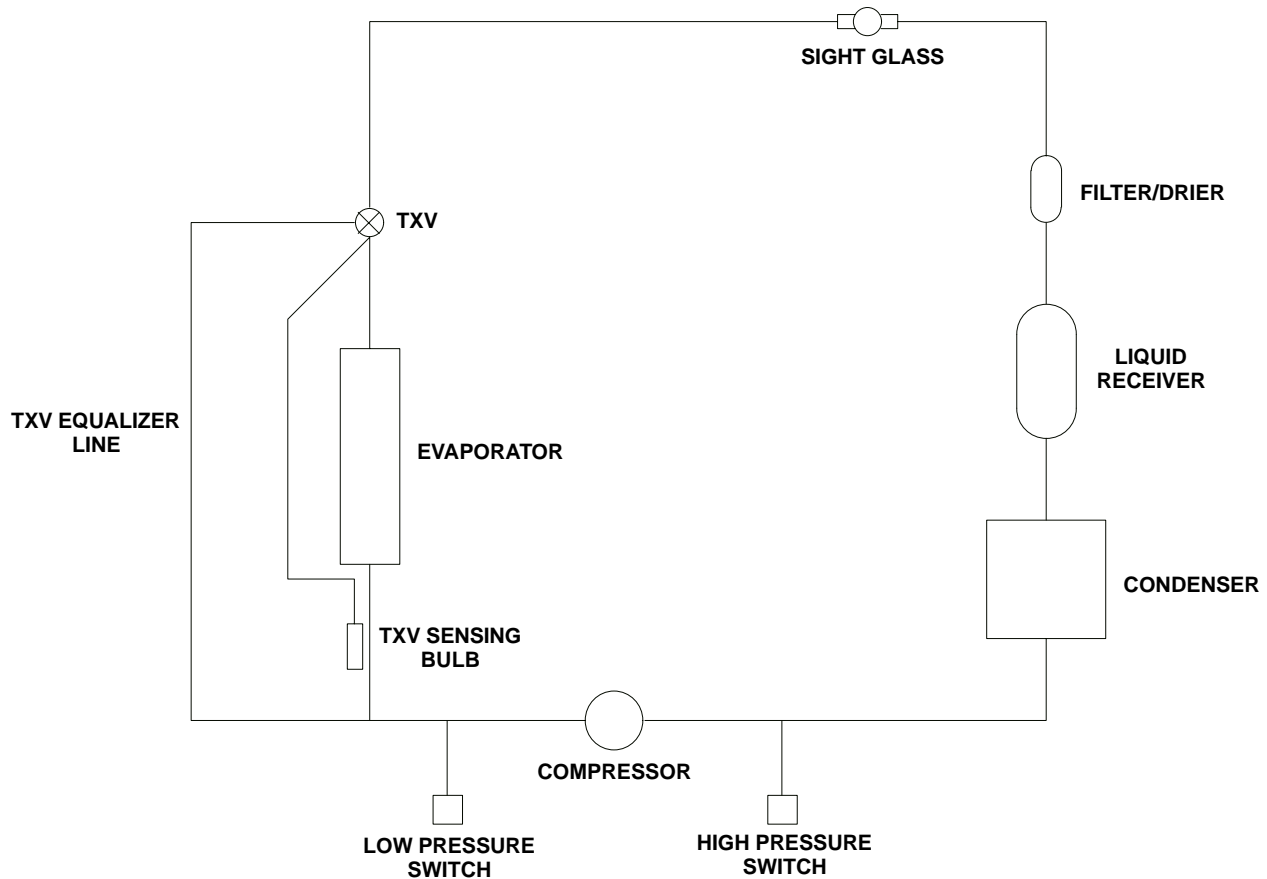 SIGHT GLASS
FILTER/DRIER
TXV
LIQUID
RECEIVER
TXV EQUALIZER
LINE
EVAPORATOR
CONDENSER
TXV SENSING
BULB
COMPRESSOR
LOW PRESSURE
SWITCH
HIGH PRESSURE
SWITCH